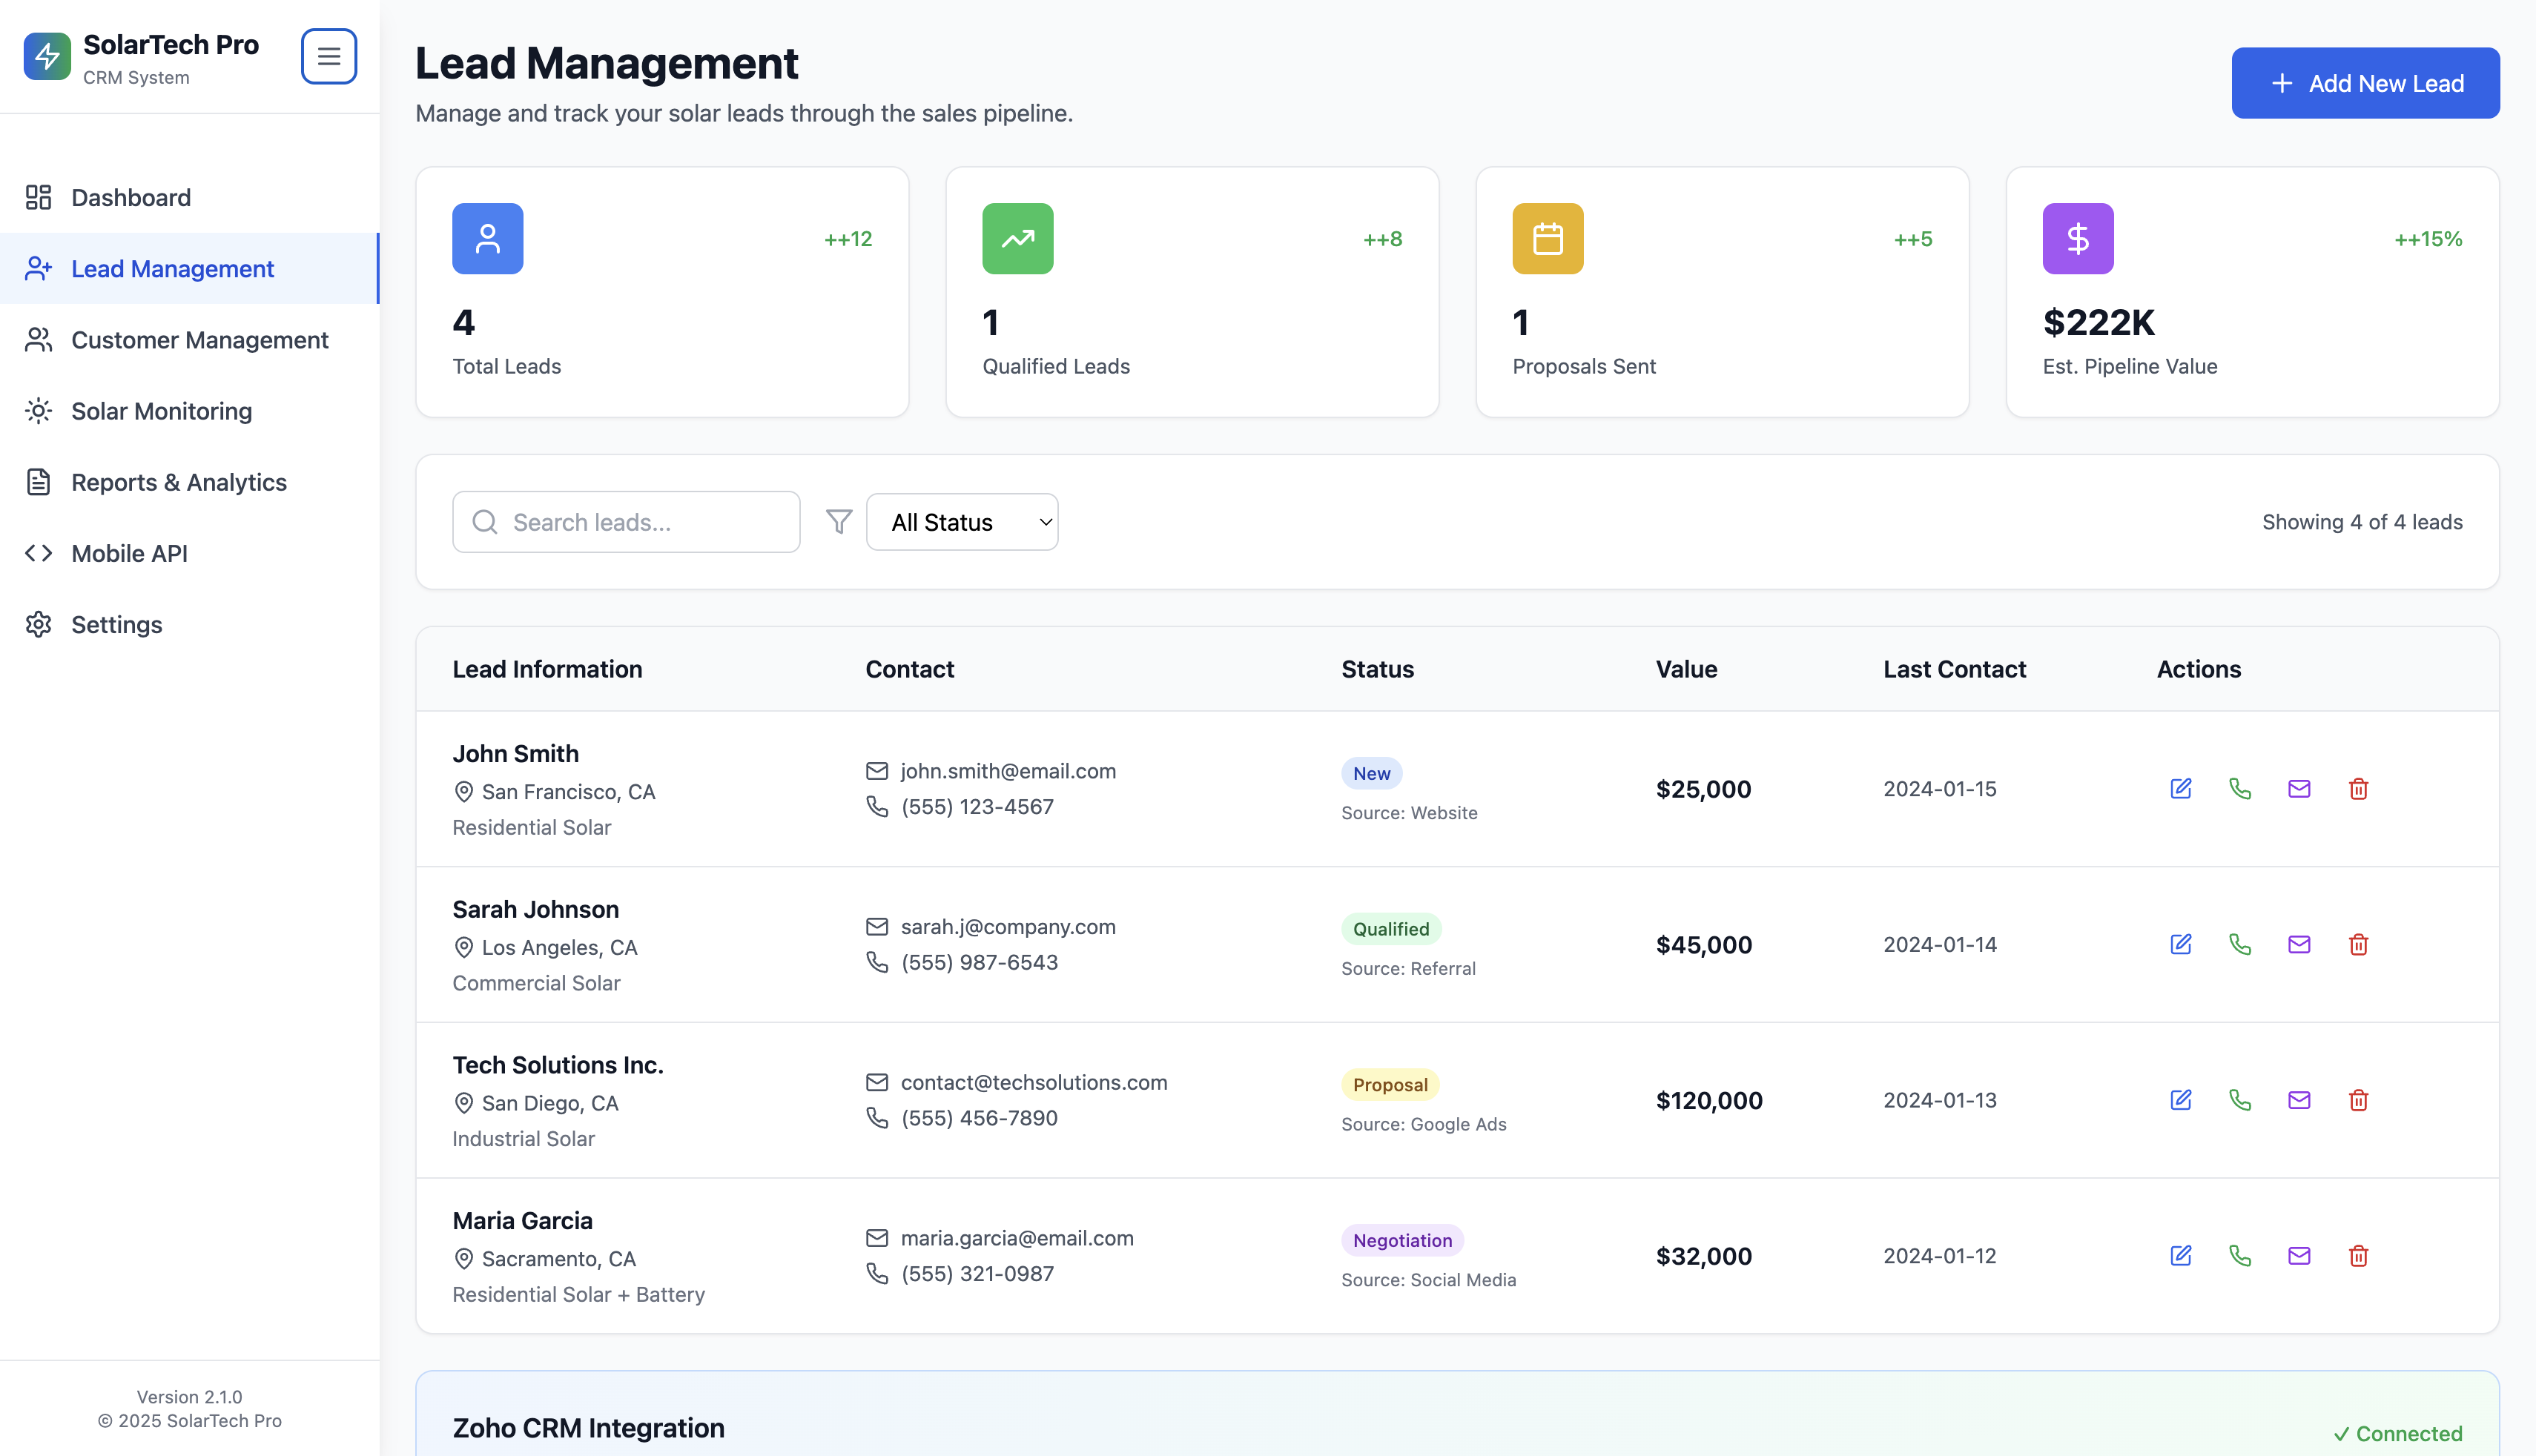 SolarTech Pro
CRM System
Dashboard
Lead Management
Customer Management
Solar Monitoring
Reports & Analytics
Mobile API
Settings
Version 2.1.0
© 2025 SolarTech Pro
Lead Management
Manage and track your solar leads through the sales pipeline.
Add New Lead
++12
4
Total Leads
++8
1
Qualified Leads
++5
1
Proposals Sent
++15%
$222K
Est. Pipeline Value
Search leads...
All Status
Showing 4 of 4 leads
Lead Information Contact Status Value Last Contact Actions
John Smith
San Francisco, CA
Residential Solar
john.smith@email.com
(555) 123-4567
New
Source: Website
$25,000
2024-01-15
Sarah Johnson
Los Angeles, CA
Commercial Solar
sarah.j@company.com
(555) 987-6543
Qualified
Source: Referral
$45,000
2024-01-14
Tech Solutions Inc.
San Diego, CA
Industrial Solar
contact@techsolutions.com
(555) 456-7890
Proposal
Source: Google Ads
$120,000
2024-01-13
Maria Garcia
Sacramento, CA
Residential Solar + Battery
maria.garcia@email.com
(555) 321-0987
Negotiation
Source: Social Media
$32,000
2024-01-12
Zoho CRM Integration
✓ Connected